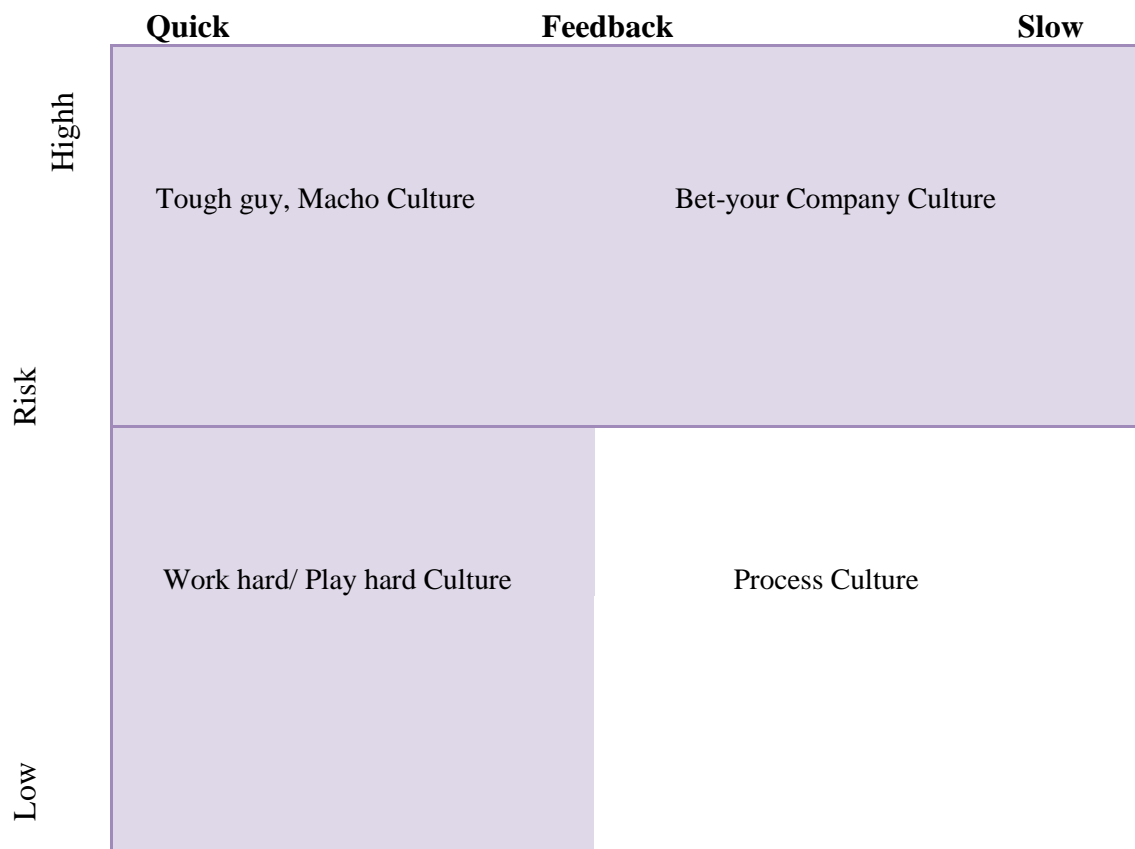 Quick Feedback Slow
Highh
Tough guy, Macho Culture Bet-your Company Culture
Risk
Work hard/ Play hard Culture Process Culture
Low